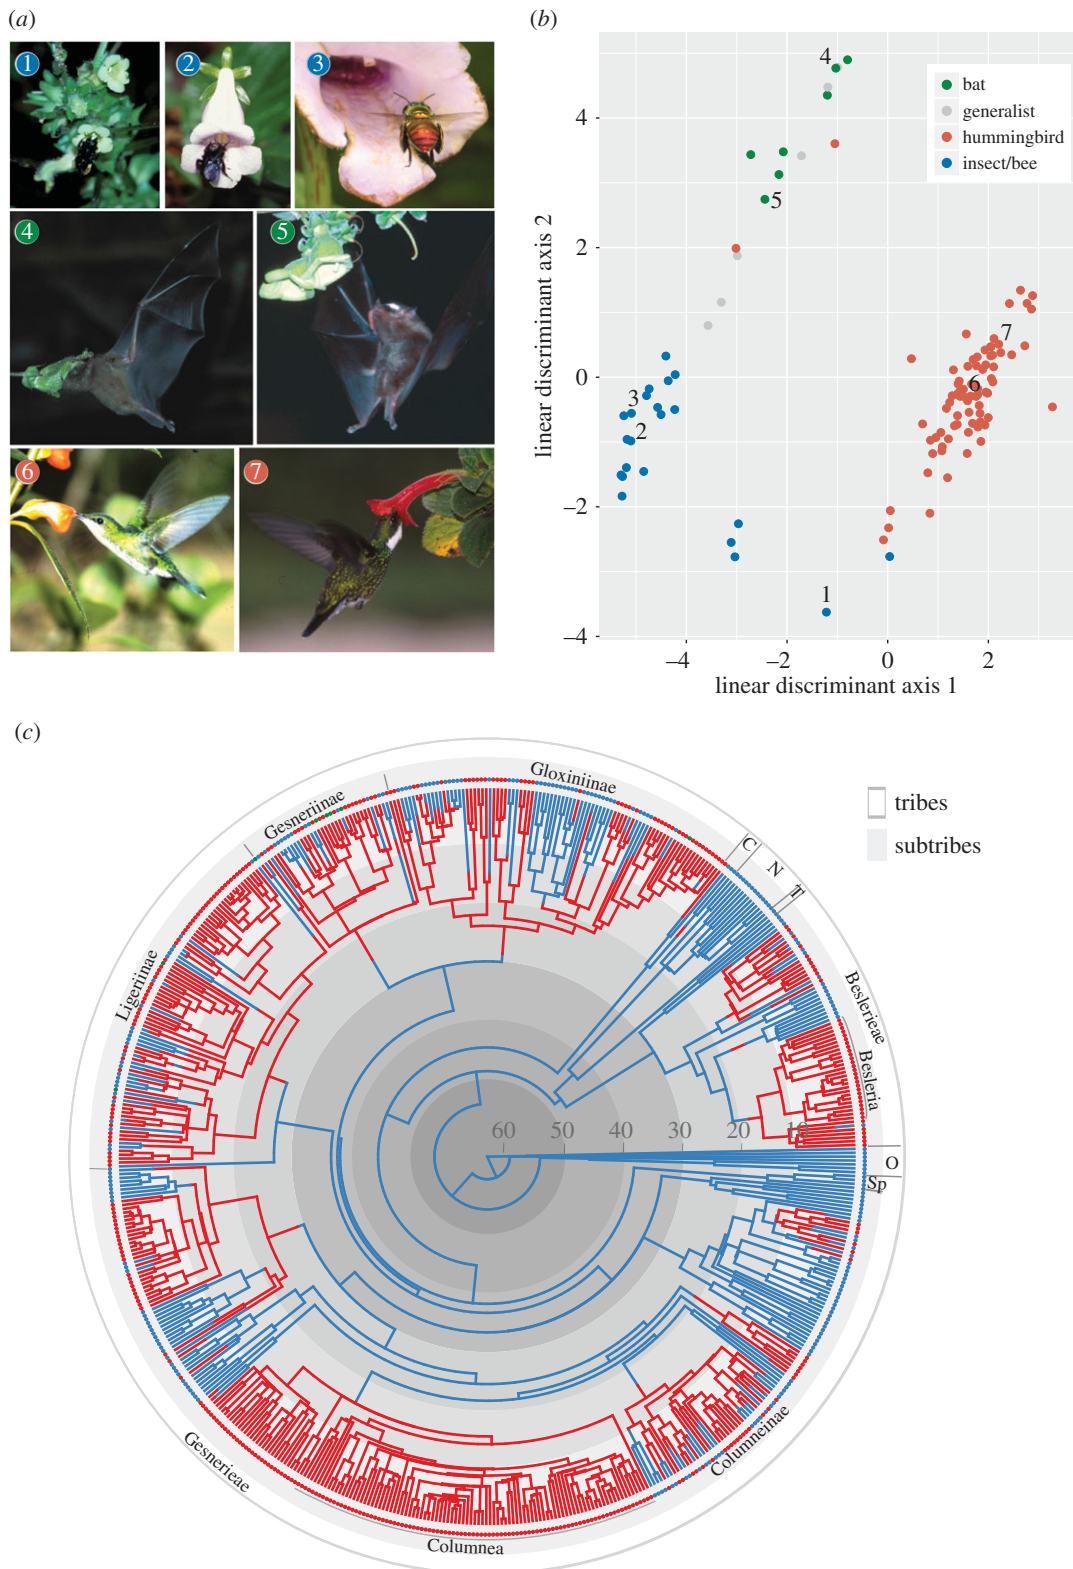 (a)
1
2
3
4
5
6
7
(b)
linear discriminant axis 2
4
2
0
−2
−4
−4
−2
0
2
linear discriminant axis 1
bat
generalist
hummingbird
insect/bee
4
5
3
2
1
7
6
(c)
tribes
subtribes
Gloxiniinae
Gesneriinae
Ligeriinae
C
N
T
Beslerieae
Besleria
60 50 40 30 20 10
O
Sp
Columneinae
Columnea
Gesnerieae